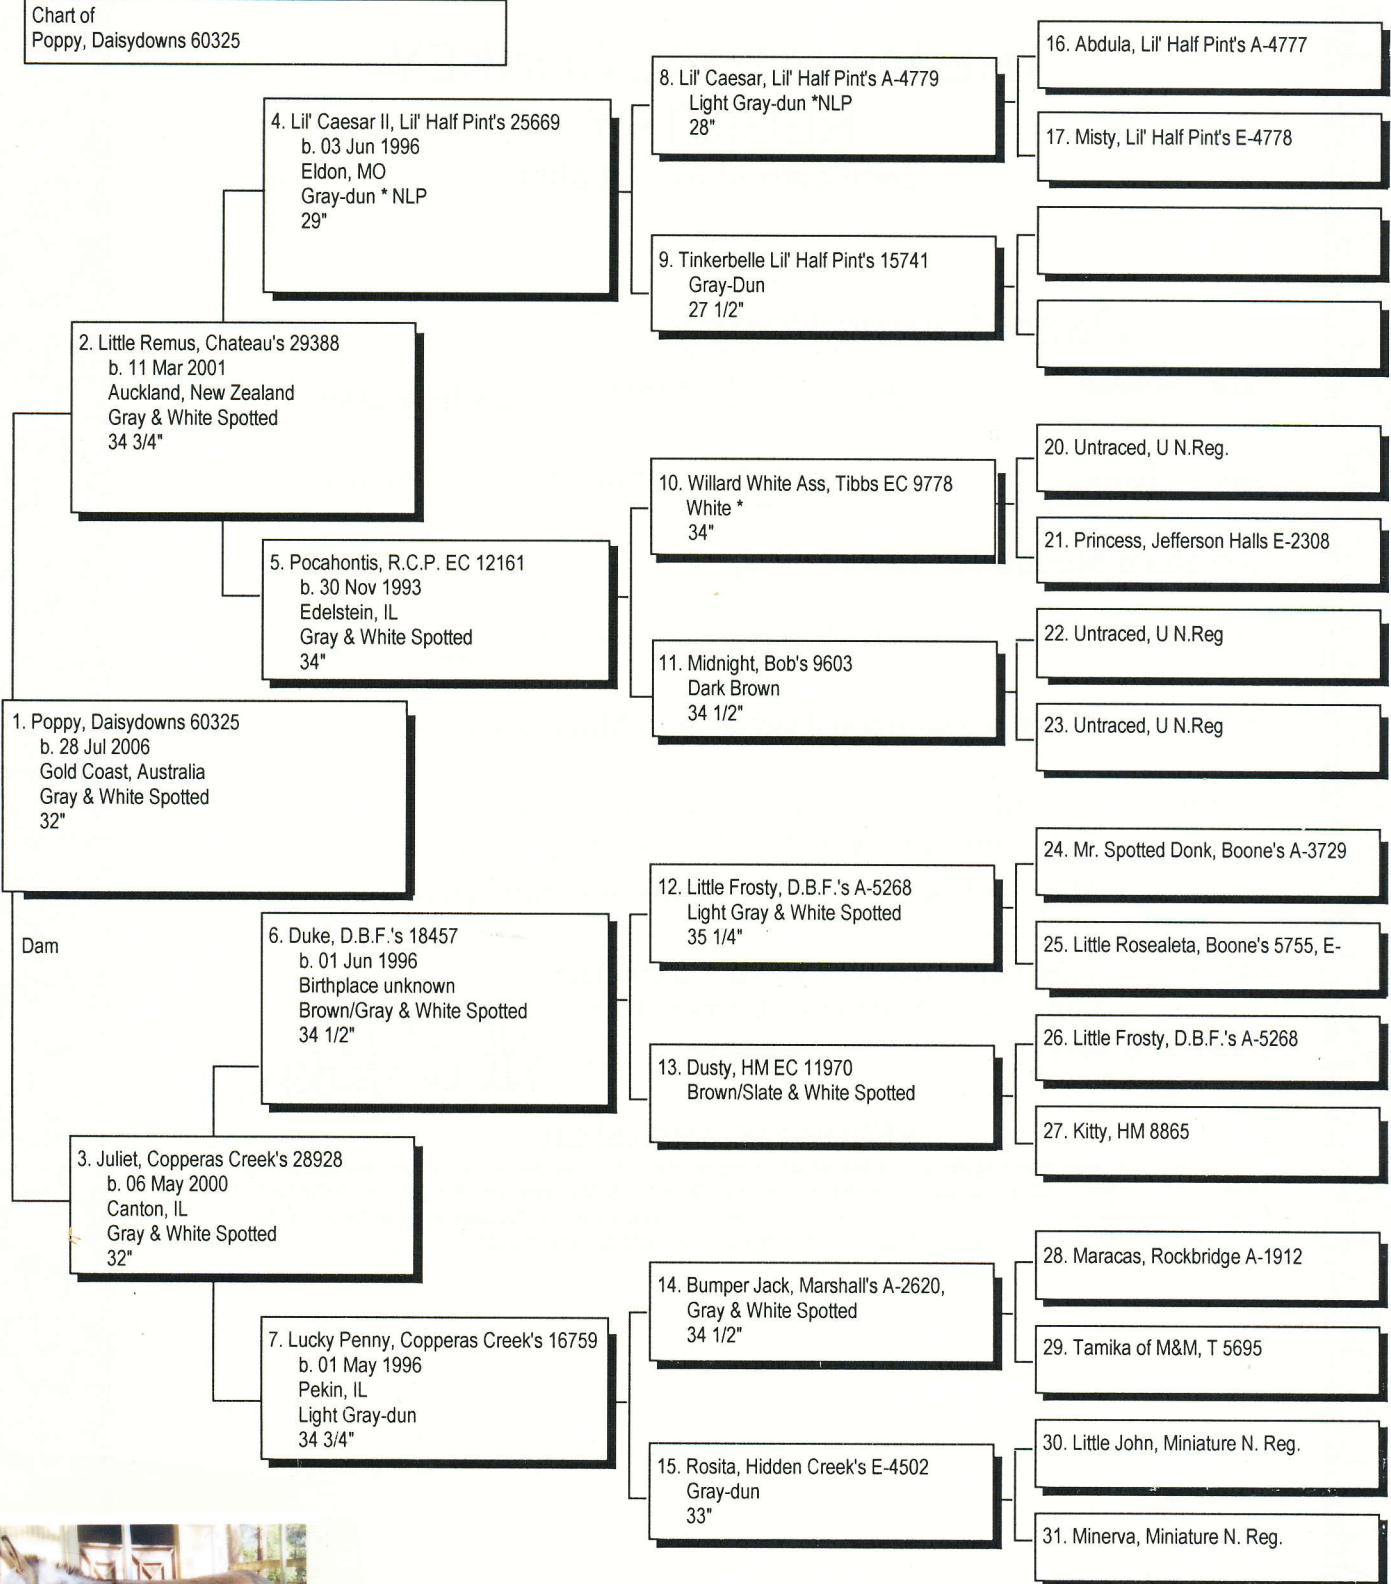 Chart of
Poppy, Daisydowns 60325
1. Poppy, Daisydowns 60325
b. 28 Jul 2006
Gold Coast, Australia
Gray & White Spotted
32"
Dam
2. Little Remus, Chateau's 29388
b. 11 Mar 2001
Auckland, New Zealand
Gray & White Spotted
34 3/4"
3. Juliet, Copperas Creek's 28928
b. 06 May 2000
Canton, IL
Gray & White Spotted
32"
4. Lil' Caesar II, Lil' Half Pint's 25669
b. 03 Jun 1996
Eldon, MO
Gray-dun * NLP
29"
5. Pocahontis, R.C.P. EC 12161
b. 30 Nov 1993
Edelstein, IL
Gray & White Spotted
34"
6. Duke, D.B.F.'s 18457
b. 01 Jun 1996
Birthplace unknown
Brown/Gray & White Spotted
34 1/2"
7. Lucky Penny, Copperas Creek's 16759
b. 01 May 1996
Pekin, IL
Light Gray-dun
34 3/4"
8. Lil' Caesar, Lil' Half Pint's A-4779
Light Gray-dun *NLP
28"
9. Tinkerbelle Lil' Half Pint's 15741
Gray-Dun
27 1/2"
10. Willard White Ass, Tibbs EC 9778
White *
34"
11. Midnight, Bob's 9603
Dark Brown
34 1/2"
12. Little Frosty, D.B.F.'s A-5268
Light Gray & White Spotted
35 1/4"
13. Dusty, HM EC 11970
Brown/Slate & White Spotted
14. Bumper Jack, Marshall's A-2620,
Gray & White Spotted
34 1/2"
15. Rosita, Hidden Creek's E-4502
Gray-dun
33"
16. Abdula, Lil' Half Pint's A-4777
17. Misty, Lil' Half Pint's E-4778
20. Untraced, U N.Reg.
21. Princess, Jefferson Halls E-2308
22. Untraced, U N.Reg
23. Untraced, U N.Reg
24. Mr. Spotted Donk, Boone's A-3729
25. Little Rosealeta, Boone's 5755, E-
26. Little Frosty, D.B.F.'s A-5268
27. Kitty, HM 8865
28. Maracas, Rockbridge A-1912
29. Tamika of M&M, T 5695
30. Little John, Miniature N. Reg.
31. Minerva, Miniature N. Reg.